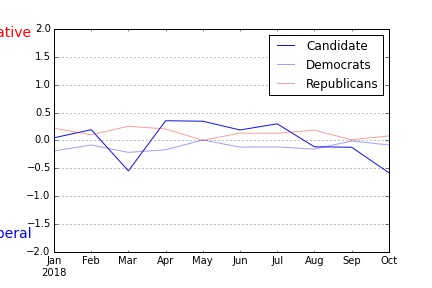 ative
2.0
1.5
1.0
0.5
0.0
−0.5
−1.0
−1.5
−2.0
beral
Candidate
Democrats
Republicans
Jan Feb Mar Apr May Jun Jul Aug Sep Oct
2018